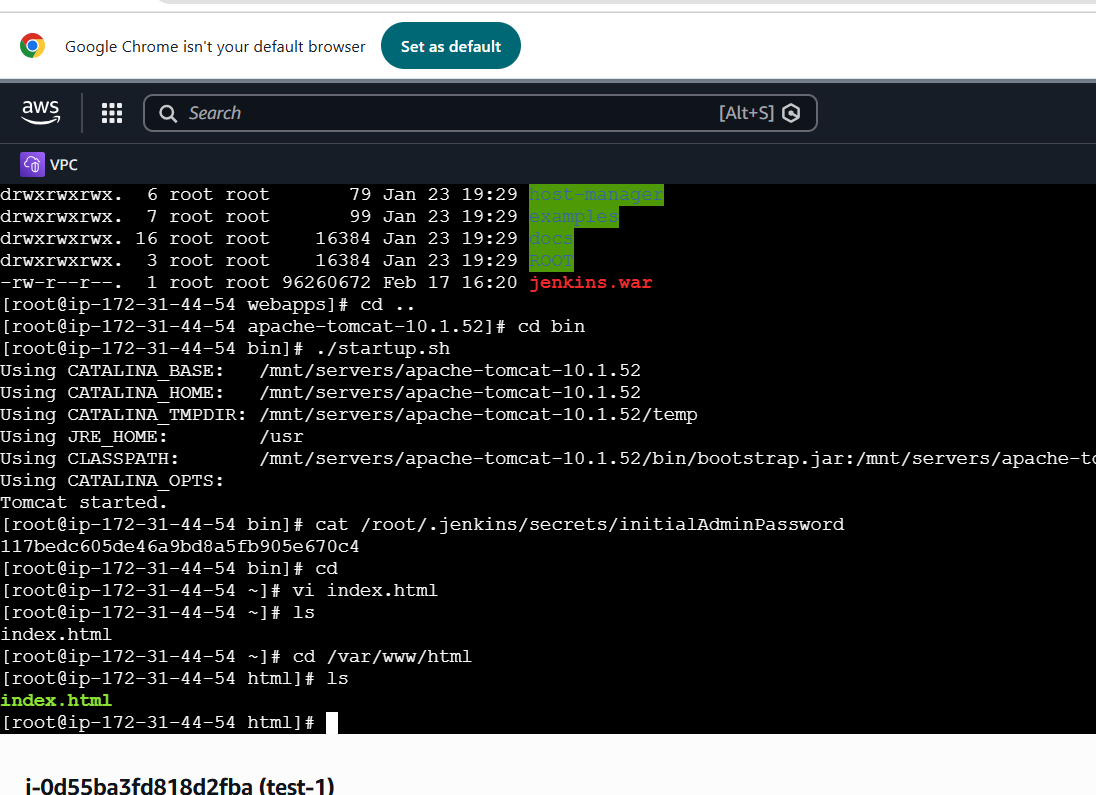 Google Chrome isn't your default browser Set as default
aws Search [Alt+S]
VPC
drwxrwxrwx. 6 root root 79 Jan 23 19:29 host-manager
drwxrwxrwx. 7 root root 99 Jan 23 19:29 examples
drwxrwxrwx. 16 root root 16384 Jan 23 19:29 docs
drwxrwxrwx. 3 root root 16384 Jan 23 19:29 ROOT
-rw-r--r--. 1 root root 96260672 Feb 17 16:20 jenkins.war
[root@ip-172-31-44-54 webapps]# cd ..
[root@ip-172-31-44-54 apache-tomcat-10.1.52]# cd bin
[root@ip-172-31-44-54 bin]# ./startup.sh
Using CATALINA_BASE: /mnt/servers/apache-tomcat-10.1.52
Using CATALINA_HOME: /mnt/servers/apache-tomcat-10.1.52
Using CATALINA_TMPDIR: /mnt/servers/apache-tomcat-10.1.52/temp
Using JRE_HOME: /usr
Using CLASSPATH: /mnt/servers/apache-tomcat-10.1.52/bin/bootstrap.jar:/mnt/servers/apache-to
Using CATALINA_OPTS:
Tomcat started.
[root@ip-172-31-44-54 bin]# cat /root/.jenkins/secrets/initialAdminPassword
117bedc605de46a9bd8a5fb905e670c4
[root@ip-172-31-44-54 bin]# cd
[root@ip-172-31-44-54 ~]# vi index.html
[root@ip-172-31-44-54 ~]# ls
index.html
[root@ip-172-31-44-54 ~]# cd /var/www/html
[root@ip-172-31-44-54 html]# ls
index.html
[root@ip-172-31-44-54 html]#
i-0d55ba3fd818d2fba (test-1)